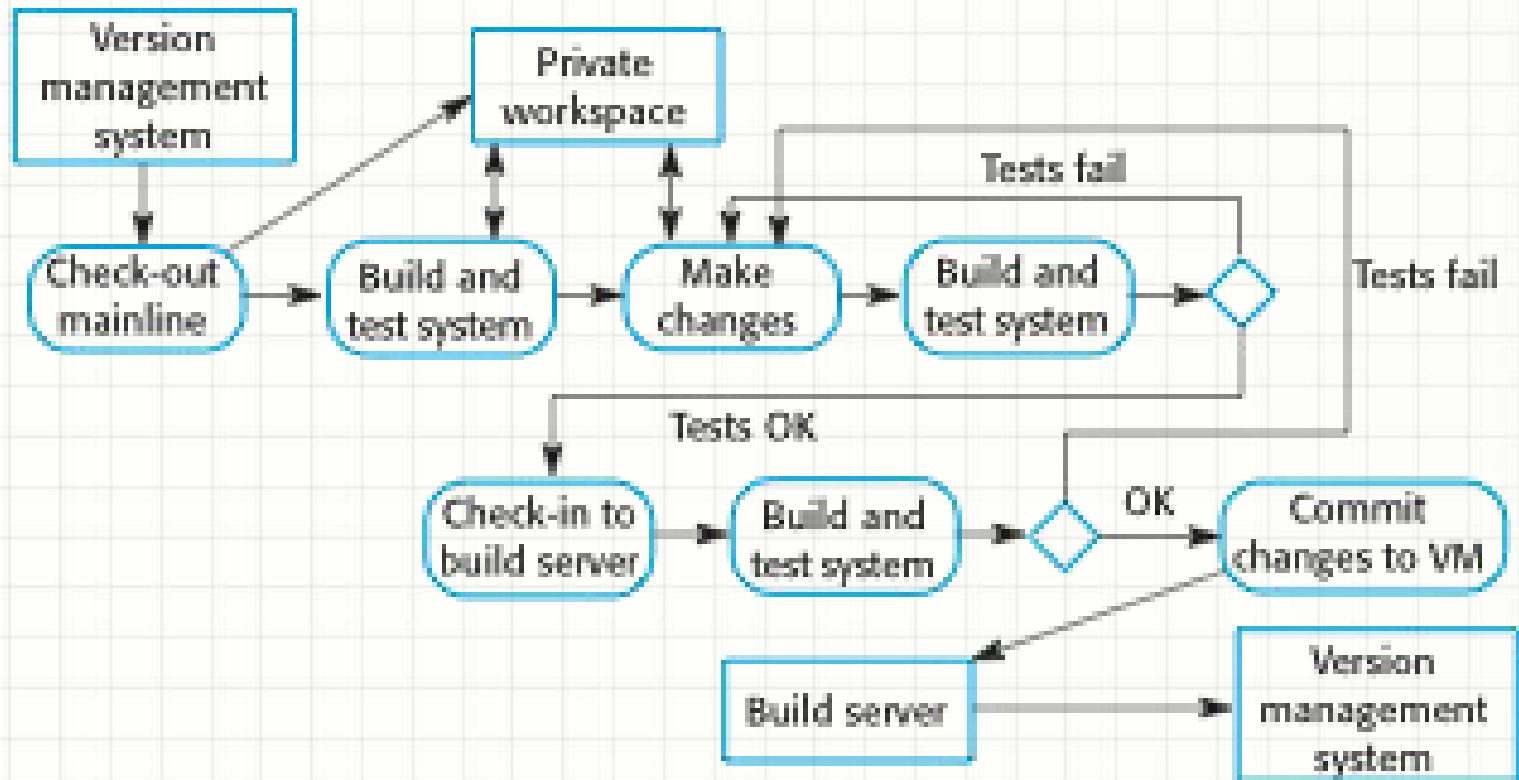 Version
management
system
Private
workspace
Tests fail
Check-out
mainline
Build and
test system
Make
changes
Build and
test system
Tests fail
Tests OK
Check-in to
build server
Build and
test system
OK
Commit
changes to VM
Build server
Version
management
system